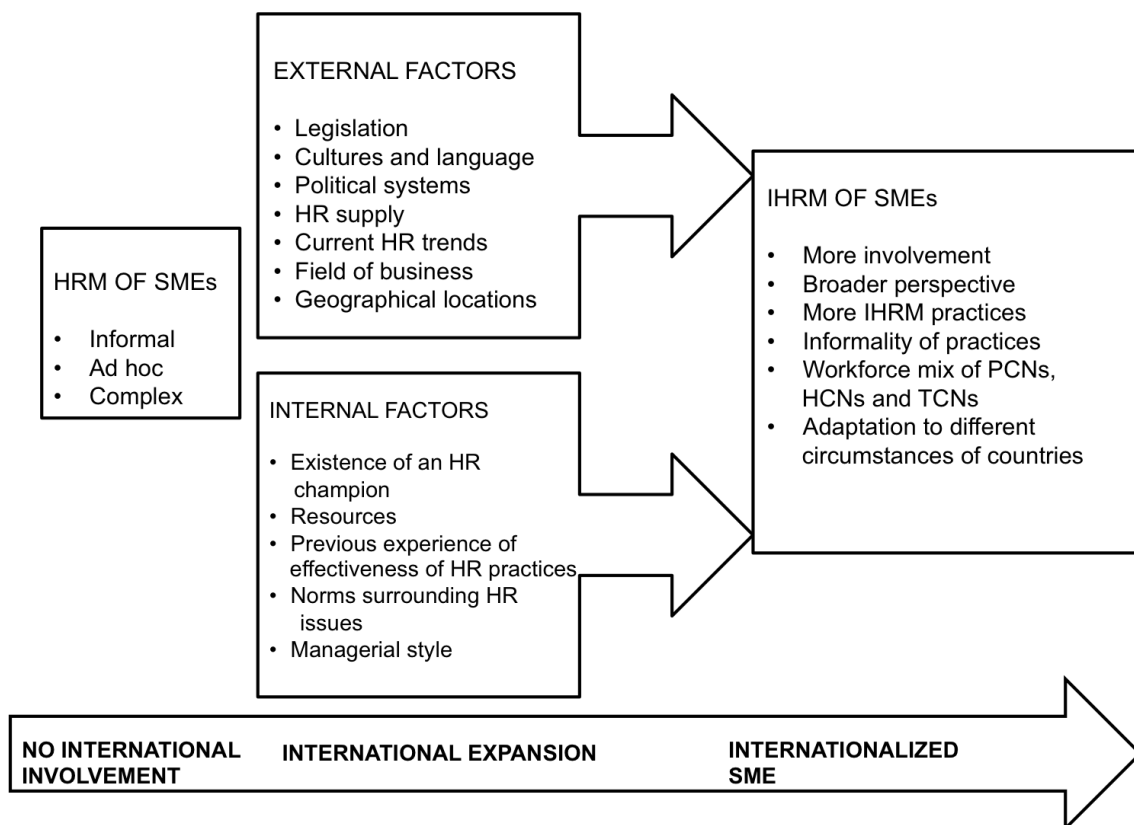 HRM OF SMEs
• Informal
• Ad hoc
• Complex
EXTERNAL FACTORS
• Legislation
• Cultures and language
• Political systems
• HR supply
• Current HR trends
• Field of business
• Geographical locations
INTERNAL FACTORS
• Existence of an HR
champion
• Resources
• Previous experience of
effectiveness of HR practices
• Norms surrounding HR
issues
• Managerial style
IHRM OF SMEs
• More involvement
• Broader perspective
• More IHRM practices
• Informality of practices
• Workforce mix of PCNs,
HCNs and TCNs
• Adaptation to different
circumstances of countries
NO INTERNATIONAL
INVOLVEMENT
INTERNATIONAL EXPANSION
INTERNATIONALIZED
SME